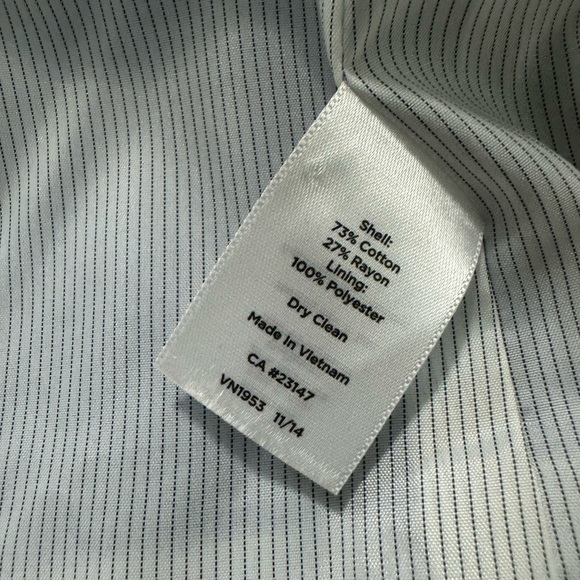 Shell:
73% Cotton
27% Rayon
Lining:
100% Polyester
Dry Clean
Made in Vietnam
CA #23147
VN1953 11/14